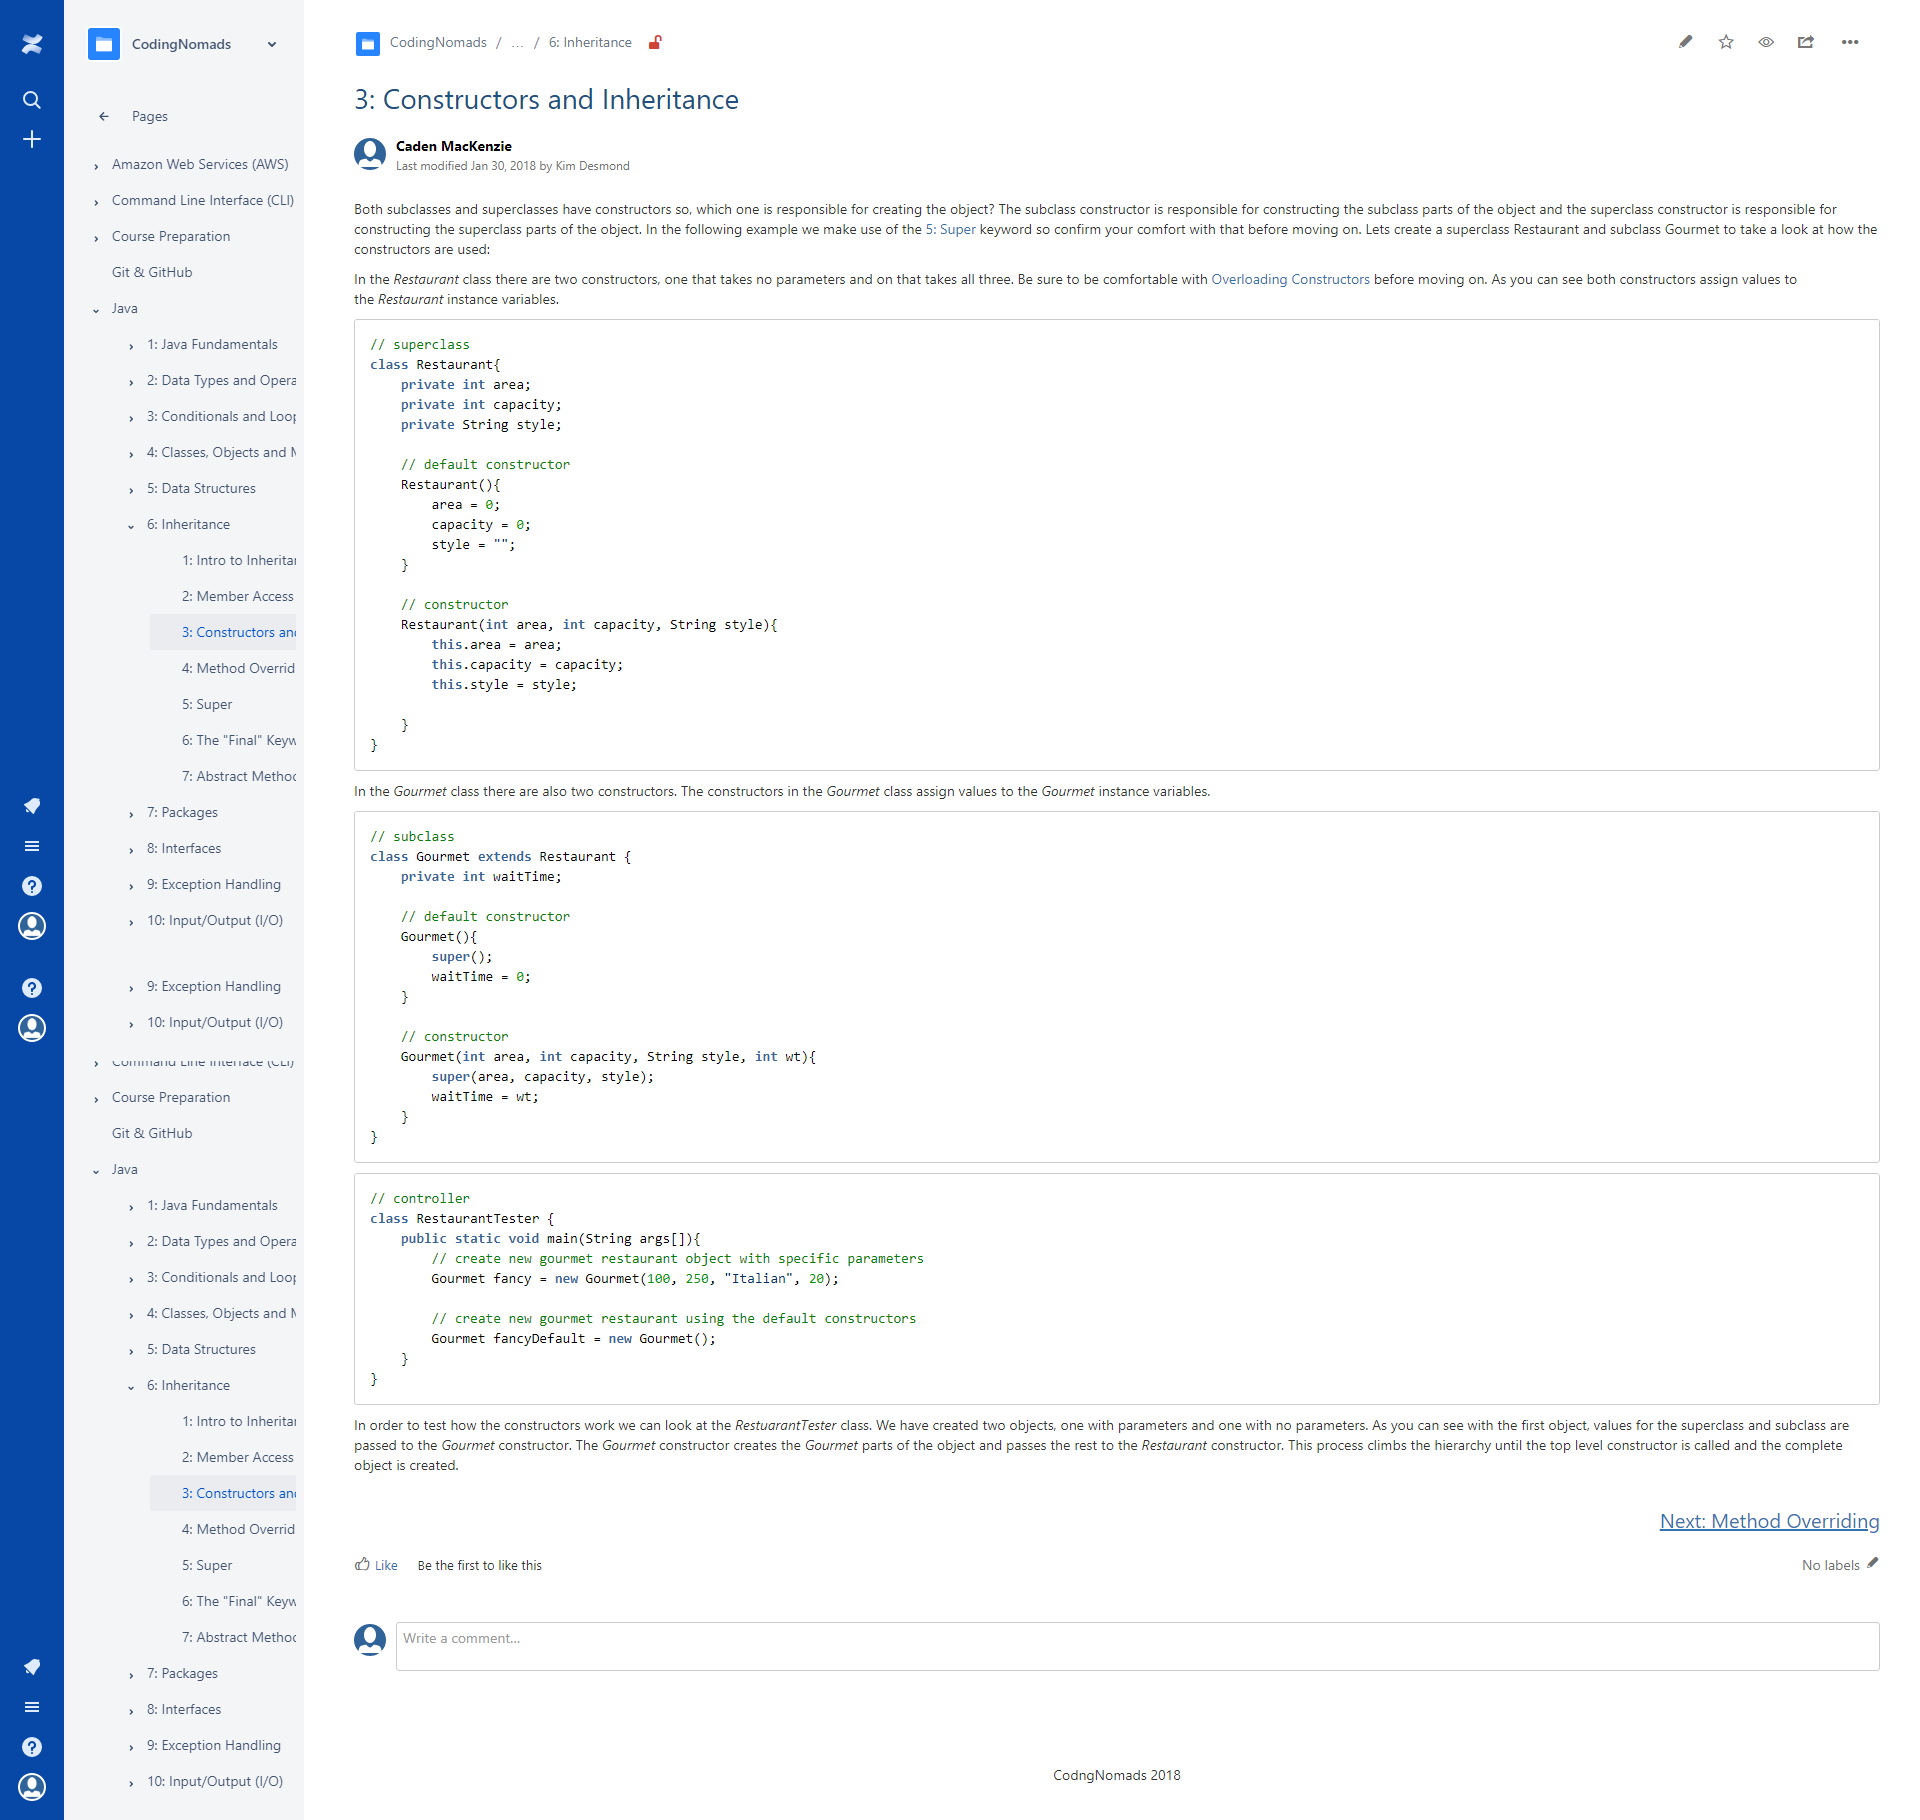 CodingNomads
Pages
Amazon Web Services (AWS)
Command Line Interface (CLI)
Course Preparation
Git & GitHub
Java
1: Java Fundamentals
2: Data Types and Opera
3: Conditionals and Loop
4: Classes, Objects and M
5: Data Structures
6: Inheritance
1: Intro to Inheritan
2: Member Access
3: Constructors and
4: Method Overrid
5: Super
6: The "Final" Keyw
7: Abstract Method
7: Packages
8: Interfaces
9: Exception Handling
10: Input/Output (I/O)
9: Exception Handling
10: Input/Output (I/O)
Command Line Interface (CLI)
Course Preparation
Git & GitHub
Java
1: Java Fundamentals
2: Data Types and Opera
3: Conditionals and Loop
4: Classes, Objects and M
5: Data Structures
6: Inheritance
1: Intro to Inheritan
2: Member Access
3: Constructors and
4: Method Overrid
5: Super
6: The "Final" Keyw
7: Abstract Method
7: Packages
8: Interfaces
9: Exception Handling
10: Input/Output (I/O)
CodingNomads / ... / 6: Inheritance
3: Constructors and Inheritance
Caden MacKenzie
Last modified Jan 30, 2018 by Kim Desmond
Both subclasses and superclasses have constructors so, which one is responsible for creating the object? The subclass constructor is responsible for constructing the subclass parts of the object and the superclass constructor is responsible for
constructing the superclass parts of the object. In the following example we make use of the 5: Super keyword so confirm your comfort with that before moving on. Lets create a superclass Restaurant and subclass Gourmet to take a look at how the
constructors are used:
In the Restaurant class there are two constructors, one that takes no parameters and on that takes all three. Be sure to be comfortable with Overloading Constructors before moving on. As you can see both constructors assign values to
the Restaurant instance variables.
// superclass
class Restaurant{
    private int area;
    private int capacity;
    private String style;
    // default constructor
    Restaurant(){
        area = 0;
        capacity = 0;
        style = "";
    }
    // constructor
    Restaurant(int area, int capacity, String style){
        this.area = area;
        this.capacity = capacity;
        this.style = style;
    }
}
In the Gourmet class there are also two constructors. The constructors in the Gourmet class assign values to the Gourmet instance variables.
// subclass
class Gourmet extends Restaurant {
    private int waitTime;
    // default constructor
    Gourmet(){
        super();
        waitTime = 0;
    }
    // constructor
    Gourmet(int area, int capacity, String style, int wt){
        super(area, capacity, style);
        waitTime = wt;
    }
}
// controller
class RestaurantTester {
    public static void main(String args[]){
        // create new gourmet restaurant object with specific parameters
        Gourmet fancy = new Gourmet(100, 250, "Italian", 20);
        // create new gourmet restaurant using the default constructors
        Gourmet fancyDefault = new Gourmet();
    }
}
In order to test how the constructors work we can look at the RestuarantTester class. We have created two objects, one with parameters and one with no parameters. As you can see with the first object, values for the superclass and subclass are
passed to the Gourmet constructor. The Gourmet constructor creates the Gourmet parts of the object and passes the rest to the Restaurant constructor. This process climbs the hierarchy until the top level constructor is called and the complete
object is created.
Next: Method Overriding
Like Be the first to like this
No labels
Write a comment...
CodngNomads 2018